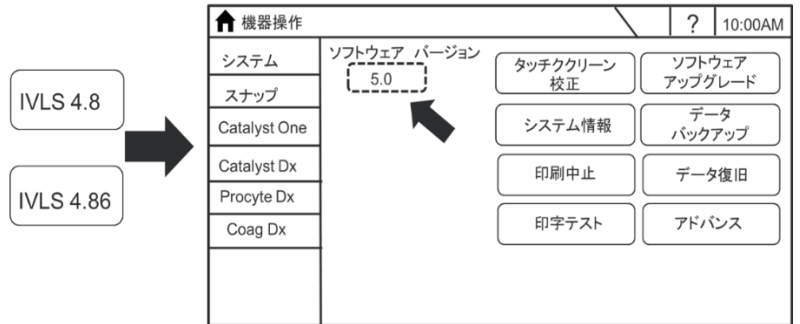 IVLS 4.8
IVLS 4.86
機器操作
?
10:00AM
システム
スナップ
Catalyst One
Catalyst Dx
Procyte Dx
Coag Dx
ソフトウェア バージョン
5.0
タッチククリーン
校正
ソフトウェア
アップグレード
システム情報
データ
バックアップ
印刷中止
データ復旧
印字テスト
アドバンス